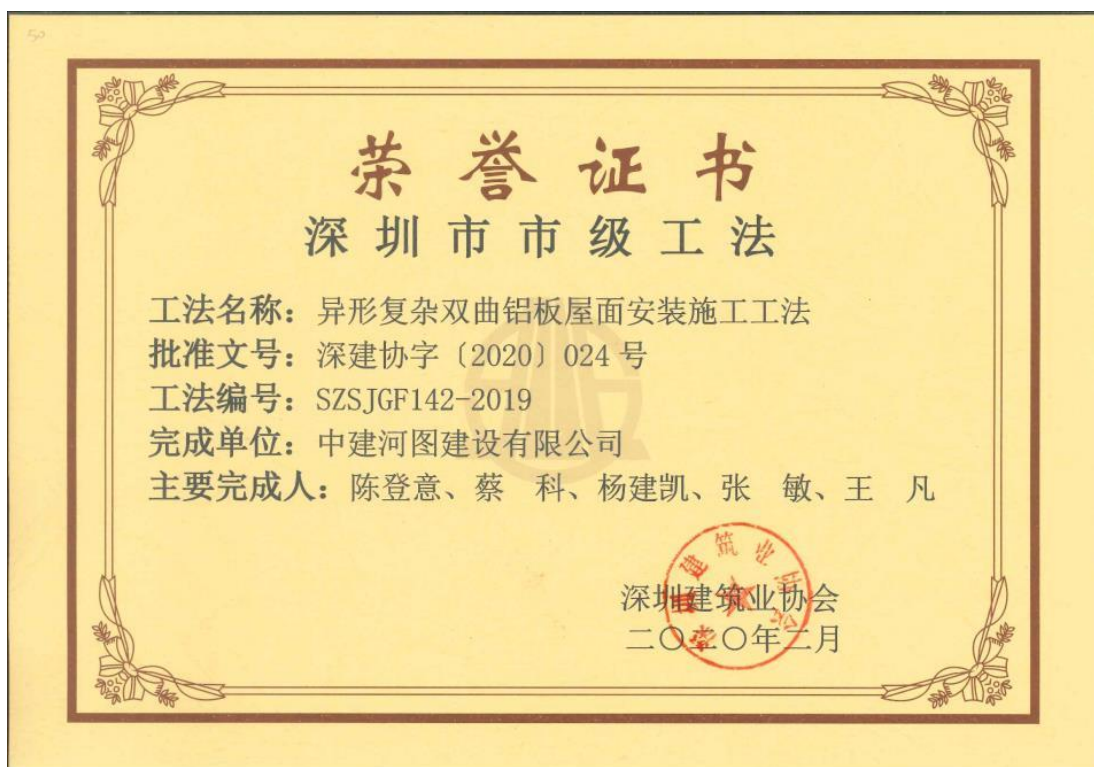 荣誉证书
深圳市市级工法
工法名称：异形复杂双曲铝板屋面安装施工工法
批准文号：深建协字〔2020〕024号
工法编号：SZSJGF142-2019
完成单位：中建河图建设有限公司
主要完成人：陈登意、蔡　科、杨建凯、张　敏、王　凡
深圳建筑业协会
二〇二〇年二月